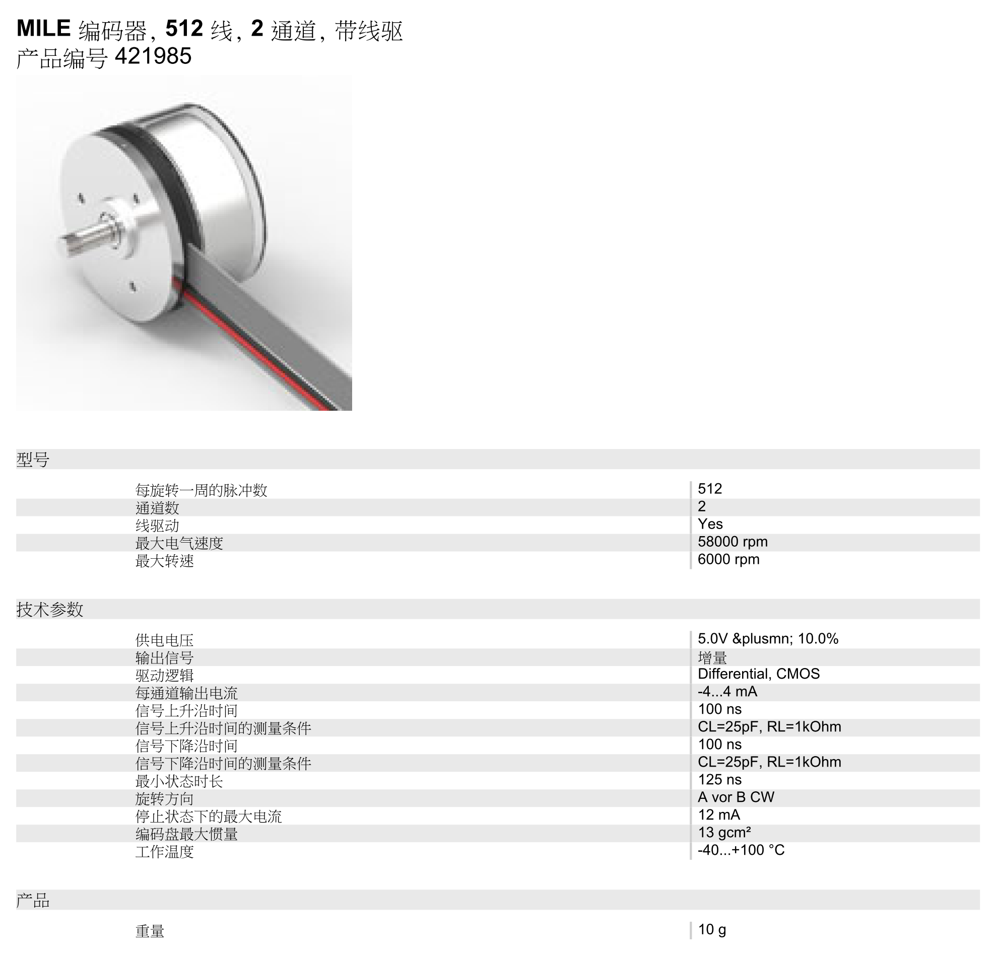 MILE 编码器, 512 线, 2 通道, 带线驱
产品编号 421985
型号
每旋转一周的脉冲数 512
通道数 2
线驱动 Yes
最大电气速度 58000 rpm
最大转速 6000 rpm
技术参数
供电电压 5.0V &plusmn; 10.0%
输出信号 增量
驱动逻辑 Differential, CMOS
每通道输出电流 -4...4 mA
信号上升沿时间 100 ns
信号上升沿时间的测量条件 CL=25pF, RL=1kOhm
信号下降沿时间 100 ns
信号下降沿时间的测量条件 CL=25pF, RL=1kOhm
最小状态时长 125 ns
旋转方向 A vor B CW
停止状态下的最大电流 12 mA
编码盘最大惯量 13 gcm²
工作温度 -40...+100 °C
产品
重量 10 g